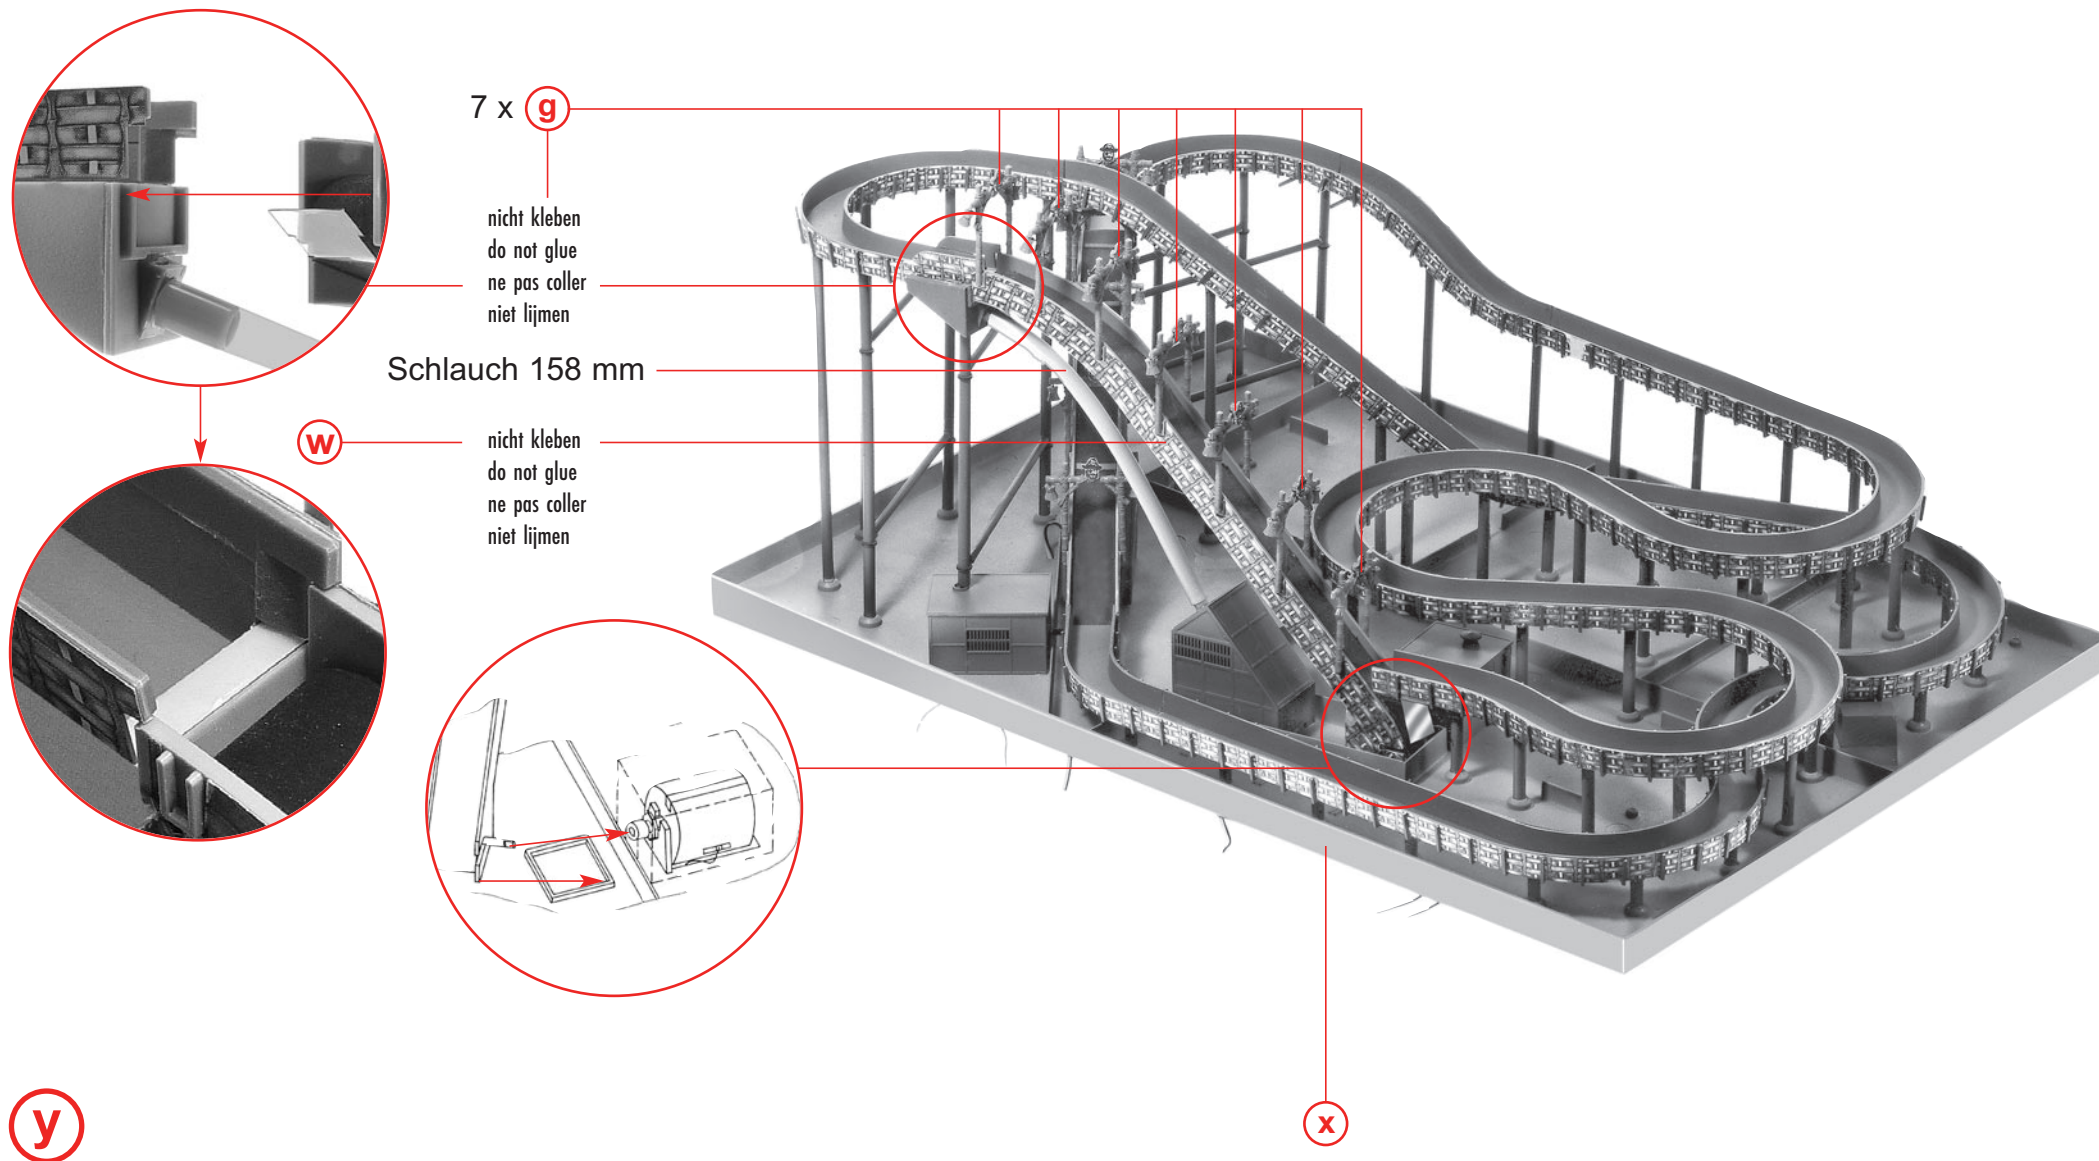 7 x g
nicht kleben
do not glue
ne pas coller
niet lijmen
Schlauch 158 mm
w
nicht kleben
do not glue
ne pas coller
niet lijmen
y
x